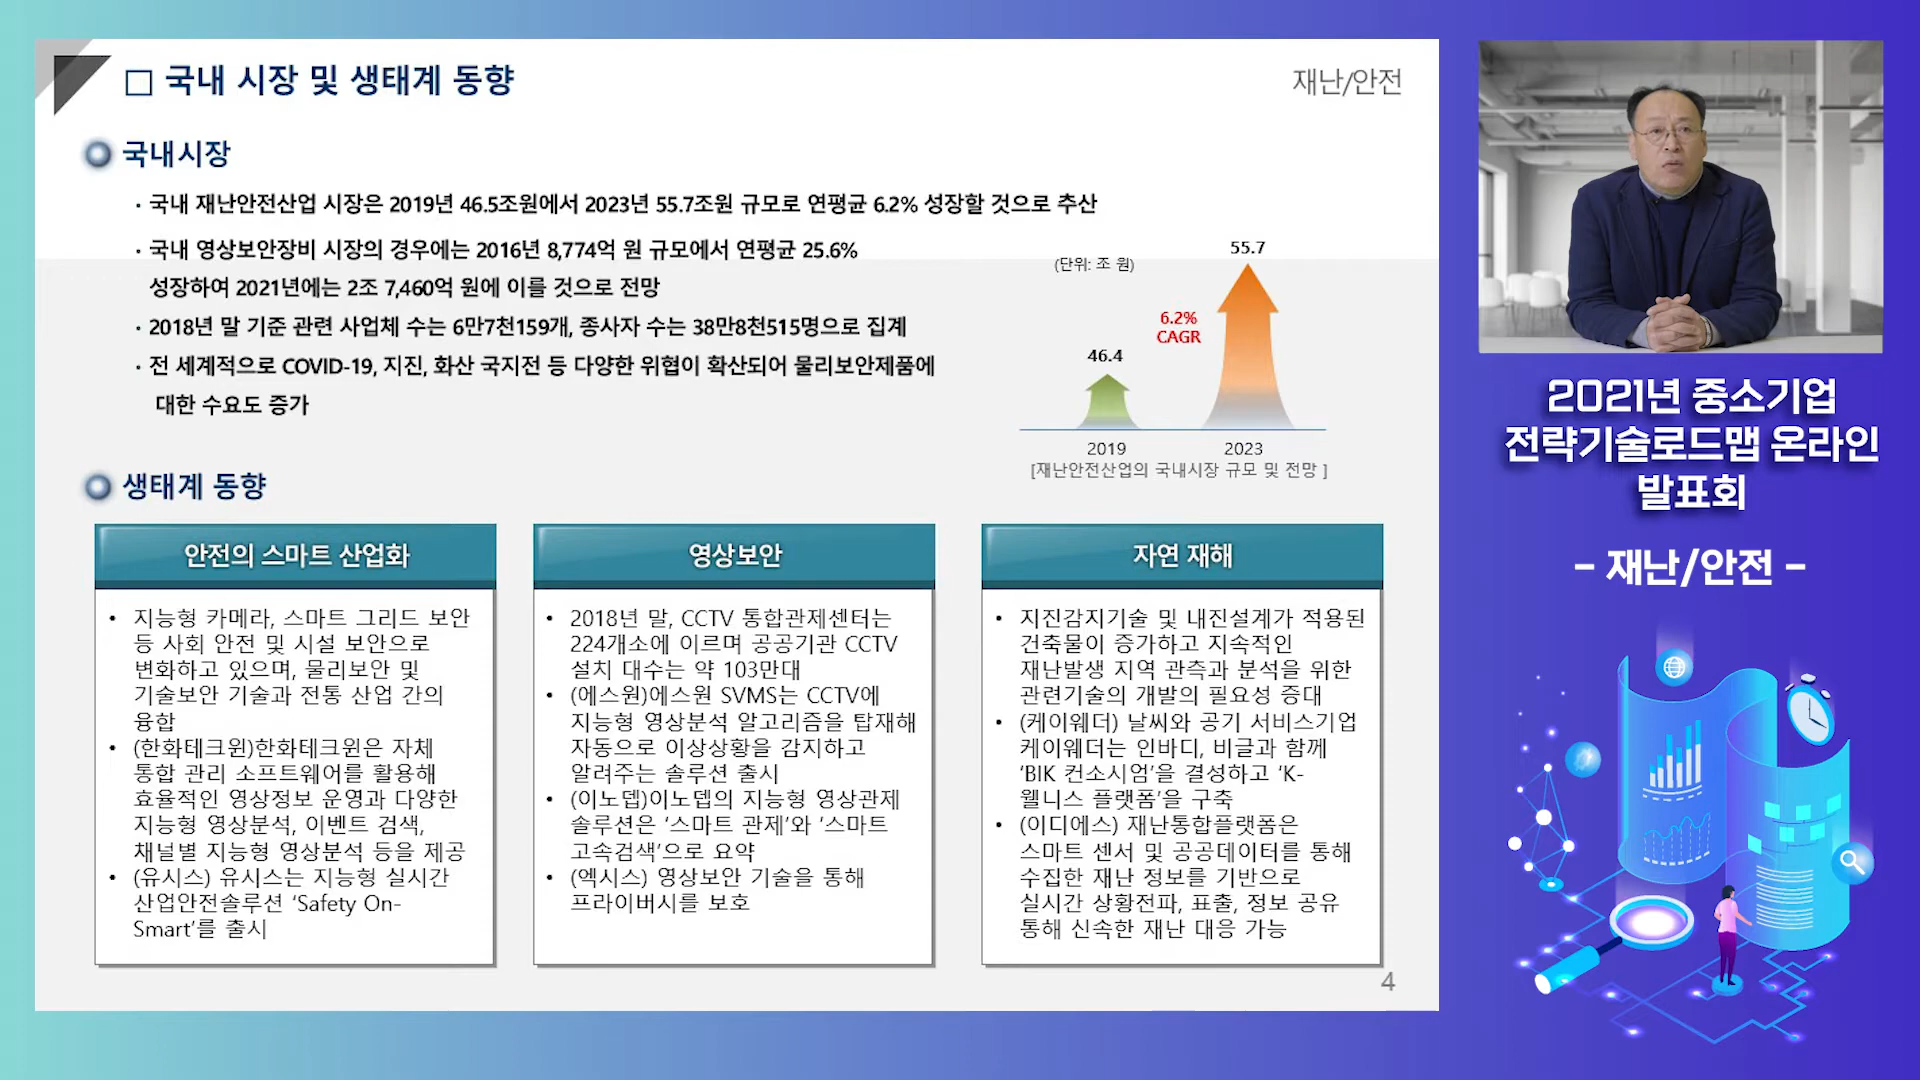 □ 국내 시장 및 생태계 동향
재난/안전
국내시장
· 국내 재난안전산업 시장은 2019년 46.5조원에서 2023년 55.7조원 규모로 연평균 6.2% 성장할 것으로 추산
· 국내 영상보안장비 시장의 경우에는 2016년 8,774억 원 규모에서 연평균 25.6%
성장하여 2021년에는 2조 7,460억 원에 이를 것으로 전망
· 2018년 말 기준 관련 사업체 수는 6만7천159개, 종사자 수는 38만8천515명으로 집계
· 전 세계적으로 COVID-19, 지진, 화산 국지전 등 다양한 위협이 확산되어 물리보안제품에
대한 수요도 증가
(단위: 조 원)
55.7
6.2%
CAGR
46.4
2019
2023
[재난안전산업의 국내시장 규모 및 전망 ]
생태계 동향
안전의 스마트 산업화
• 지능형 카메라, 스마트 그리드 보안
등 사회 안전 및 시설 보안으로
변화하고 있으며, 물리보안 및
기술보안 기술과 전통 산업 간의
융합
• (한화테크윈)한화테크윈은 자체
통합 관리 소프트웨어를 활용해
효율적인 영상정보 운영과 다양한
지능형 영상분석, 이벤트 검색,
채널별 지능형 영상분석 등을 제공
• (유시스) 유시스는 지능형 실시간
산업안전솔루션 ‘Safety On-
Smart’를 출시
영상보안
• 2018년 말, CCTV 통합관제센터는
224개소에 이르며 공공기관 CCTV
설치 대수는 약 103만대
• (에스원)에스원 SVMS는 CCTV에
지능형 영상분석 알고리즘을 탑재해
자동으로 이상상황을 감지하고
알려주는 솔루션 출시
• (이노뎁)이노뎁의 지능형 영상관제
솔루션은 ‘스마트 관제’와 ‘스마트
고속검색’으로 요약
• (엑시스) 영상보안 기술을 통해
프라이버시를 보호
자연 재해
• 지진감지기술 및 내진설계가 적용된
건축물이 증가하고 지속적인
재난발생 지역 관측과 분석을 위한
관련기술의 개발의 필요성 증대
• (케이웨더) 날씨와 공기 서비스기업
케이웨더는 인바디, 비글과 함께
‘BIK 컨소시엄’을 결성하고 ‘K-
웰니스 플랫폼’을 구축
• (이디에스) 재난통합플랫폼은
스마트 센서 및 공공데이터를 통해
수집한 재난 정보를 기반으로
실시간 상황전파, 표출, 정보 공유
통해 신속한 재난 대응 가능
4
2021년 중소기업
전략기술로드맵 온라인
발표회
- 재난/안전 -